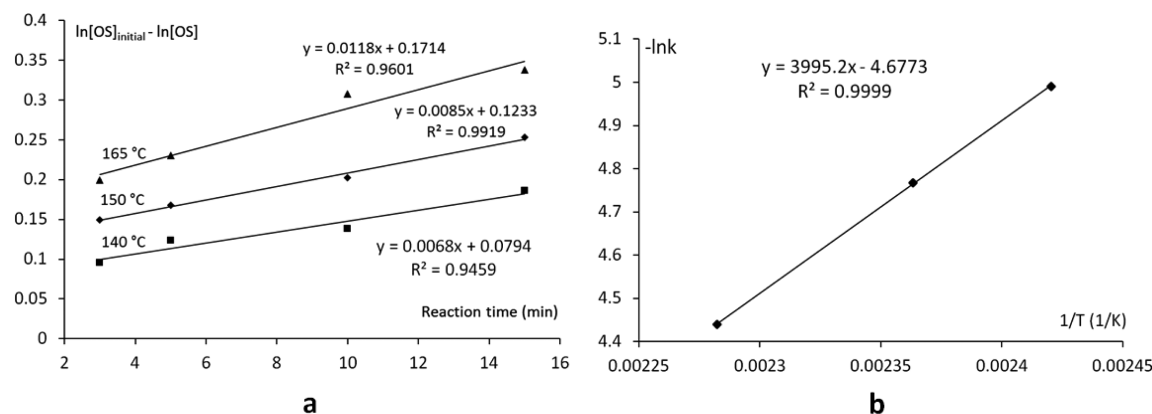 0.4
ln[OS]initial - ln[OS]
0.35
y = 0.0118x + 0.1714
R² = 0.9601
0.3
y = 0.0085x + 0.1233
R² = 0.9919
0.25
165 °C
0.2
150 °C
0.15
140 °C
0.1
y = 0.0068x + 0.0794
R² = 0.9459
0.05
Reaction time (min)
0
2 4 6 8 10 12 14 16
a
5.1
-lnk
y = 3995.2x - 4.6773
R² = 0.9999
5
4.9
4.8
4.7
4.6
4.5
1/T (1/K)
4.4
0.00225 0.0023 0.00235 0.0024 0.00245
b